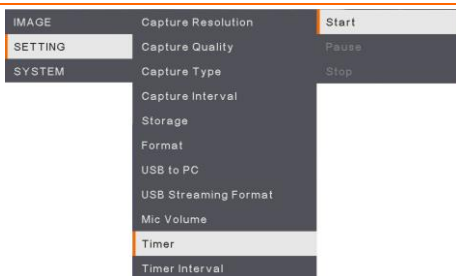 IMAGE
SETTING
SYSTEM
Capture Resolution
Capture Quality
Capture Type
Capture Interval
Storage
Format
USB to PC
USB Streaming Format
Mic Volume
Timer
Timer Interval
Start
Pause
Stop